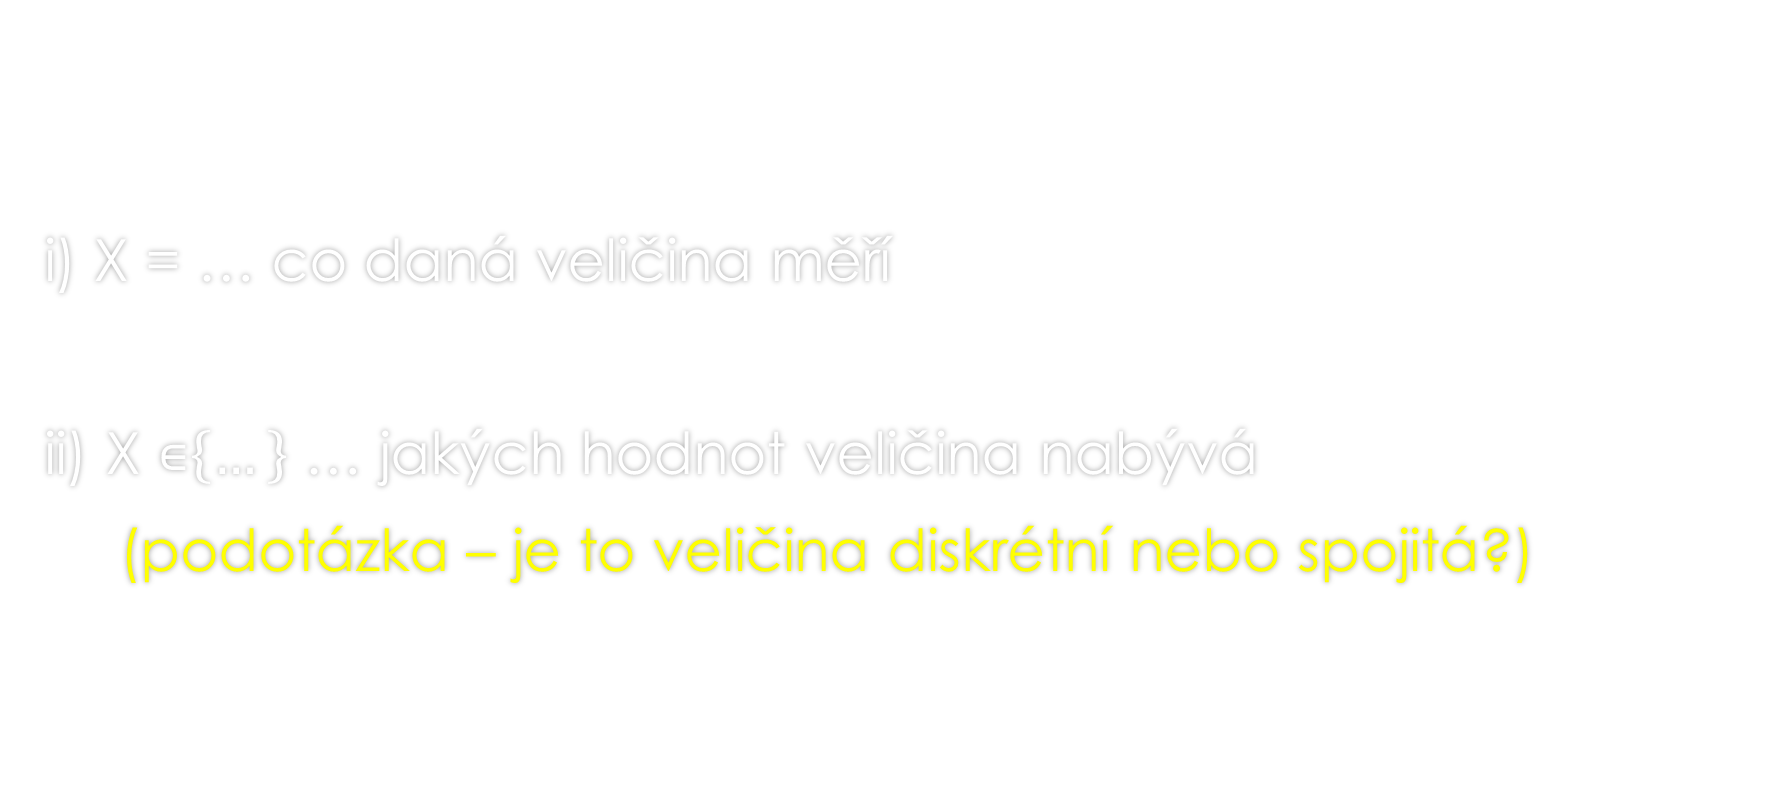 i) X = … co daná veličina měří
ii) X ∈{…} … jakých hodnot veličina nabývá
(podotázka – je to veličina diskrétní nebo spojitá?)